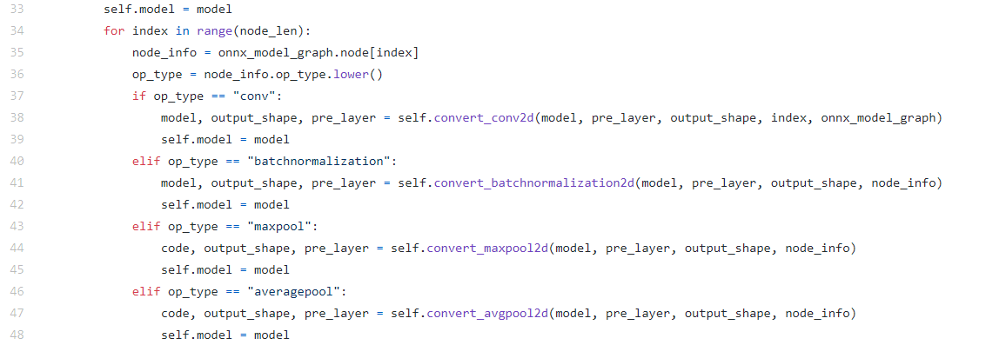 33 self.model = model
34 for index in range(node_len):
35 node_info = onnx_model_graph.node[index]
36 op_type = node_info.op_type.lower()
37 if op_type == "conv":
38 model, output_shape, pre_layer = self.convert_conv2d(model, pre_layer, output_shape, index, onnx_model_graph)
39 self.model = model
40 elif op_type == "batchnormalization":
41 model, output_shape, pre_layer = self.convert_batchnormalization2d(model, pre_layer, output_shape, node_info)
42 self.model = model
43 elif op_type == "maxpool":
44 code, output_shape, pre_layer = self.convert_maxpool2d(model, pre_layer, output_shape, node_info)
45 self.model = model
46 elif op_type == "averagepool":
47 code, output_shape, pre_layer = self.convert_avgpool2d(model, pre_layer, output_shape, node_info)
48 self.model = model